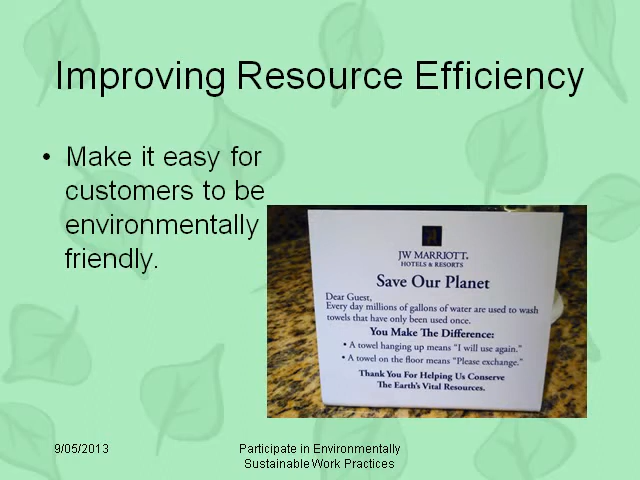 Improving Resource Efficiency
• Make it easy for
customers to be
environmentally
friendly.
JW MARRIOTT®
HOTELS & RESORTS
Save Our Planet
Dear Guest,
Every day millions of gallons of water are used to wash
towels that have only been used once.
You Make The Difference:
• A towel hanging up means “I will use again.”
• A towel on the floor means “Please exchange.”
Thank You For Helping Us Conserve
The Earth's Vital Resources.
9/05/2013
Participate in Environmentally
Sustainable Work Practices